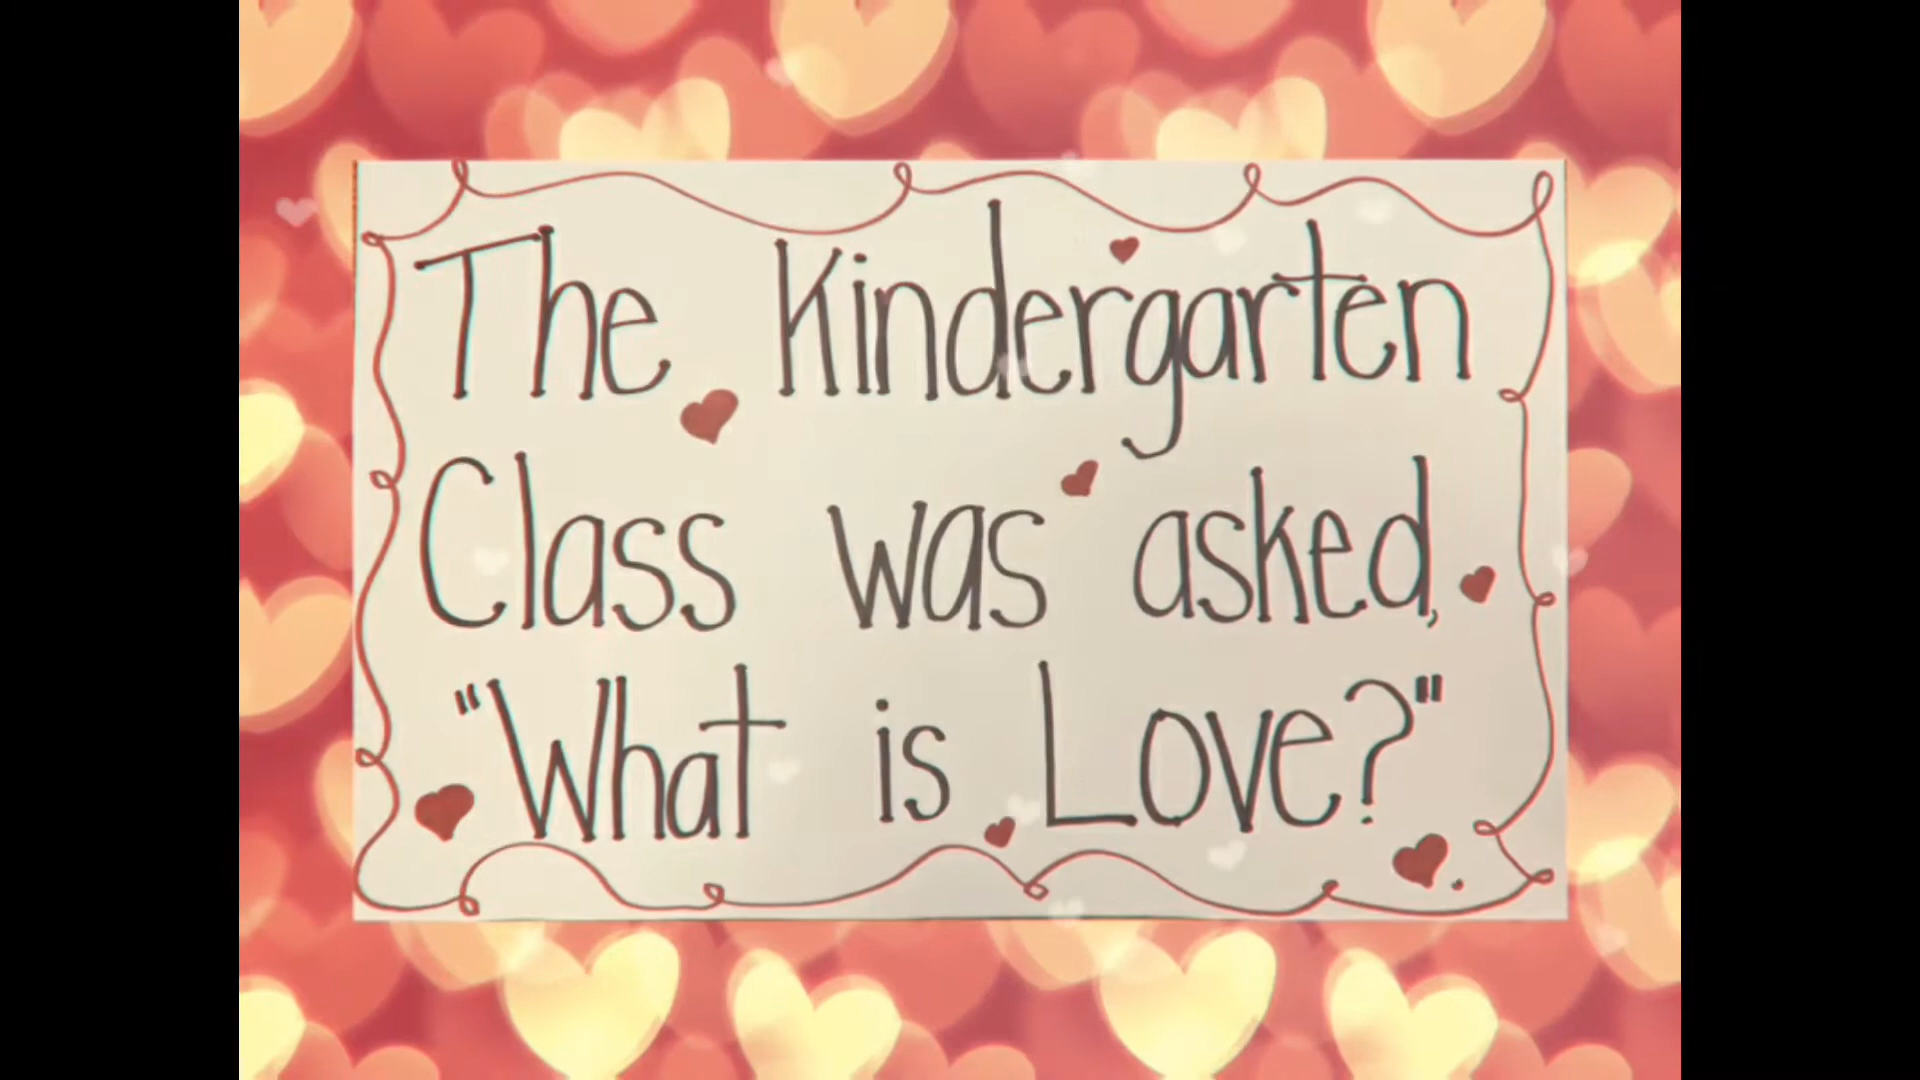 The Kindergarten
Class was asked,
"What is Love?"